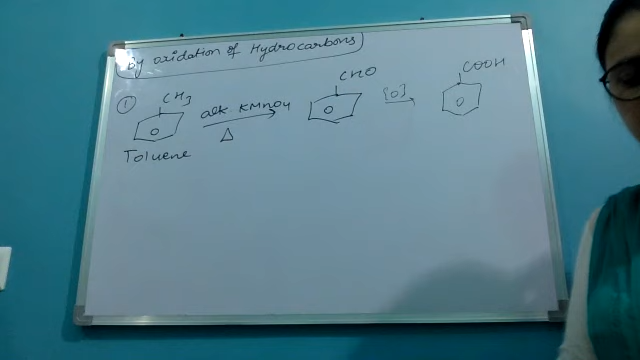 by oxidation of Hydrocarbons
① CH3 alk KMnO4 Δ CHO [O] COOH
Toluene